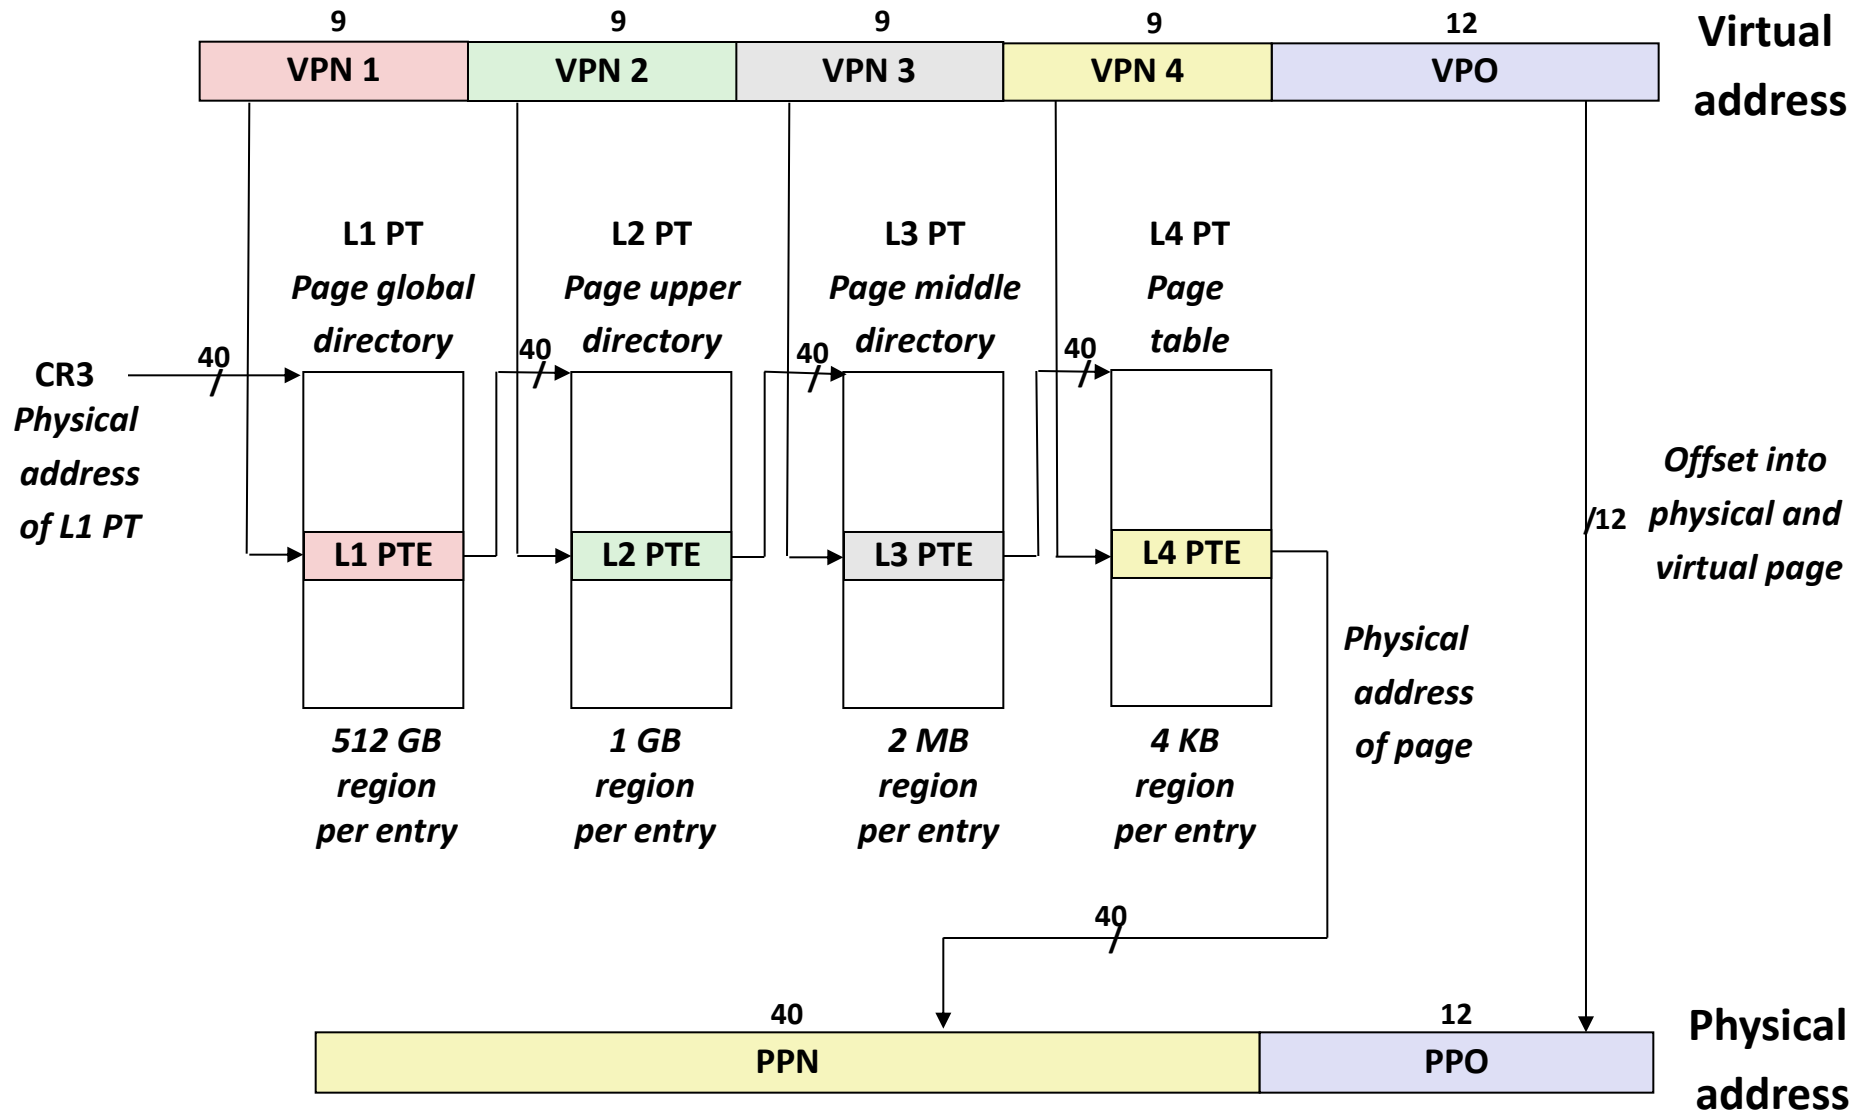 9 9 9 9 12
Virtual
address
VPN 1 VPN 2 VPN 3 VPN 4 VPO
L1 PT
Page global
directory
L2 PT
Page upper
directory
L3 PT
Page middle
directory
L4 PT
Page
table
CR3
Physical
address
of L1 PT
40
40
40
40
L1 PTE
L2 PTE
L3 PTE
L4 PTE
/12
Offset into
physical and
virtual page
512 GB
region
per entry
1 GB
region
per entry
2 MB
region
per entry
4 KB
region
per entry
Physical
address
of page
40
40 12
PPN PPO
Physical
address